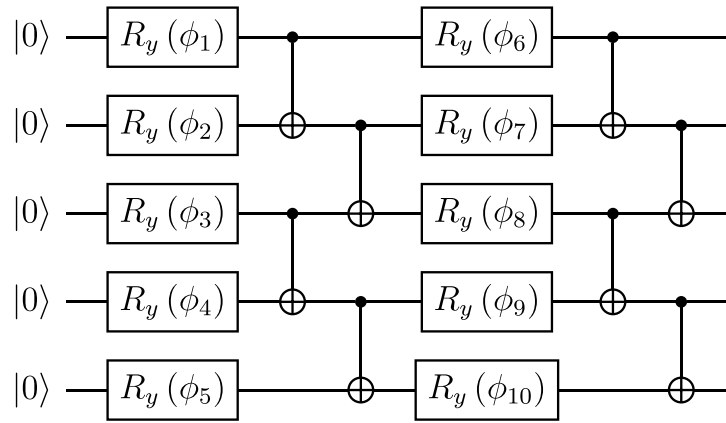 |0⟩ R_y (ϕ_1) R_y (ϕ_6)
|0⟩ R_y (ϕ_2) R_y (ϕ_7)
|0⟩ R_y (ϕ_3) R_y (ϕ_8)
|0⟩ R_y (ϕ_4) R_y (ϕ_9)
|0⟩ R_y (ϕ_5) R_y (ϕ_10)